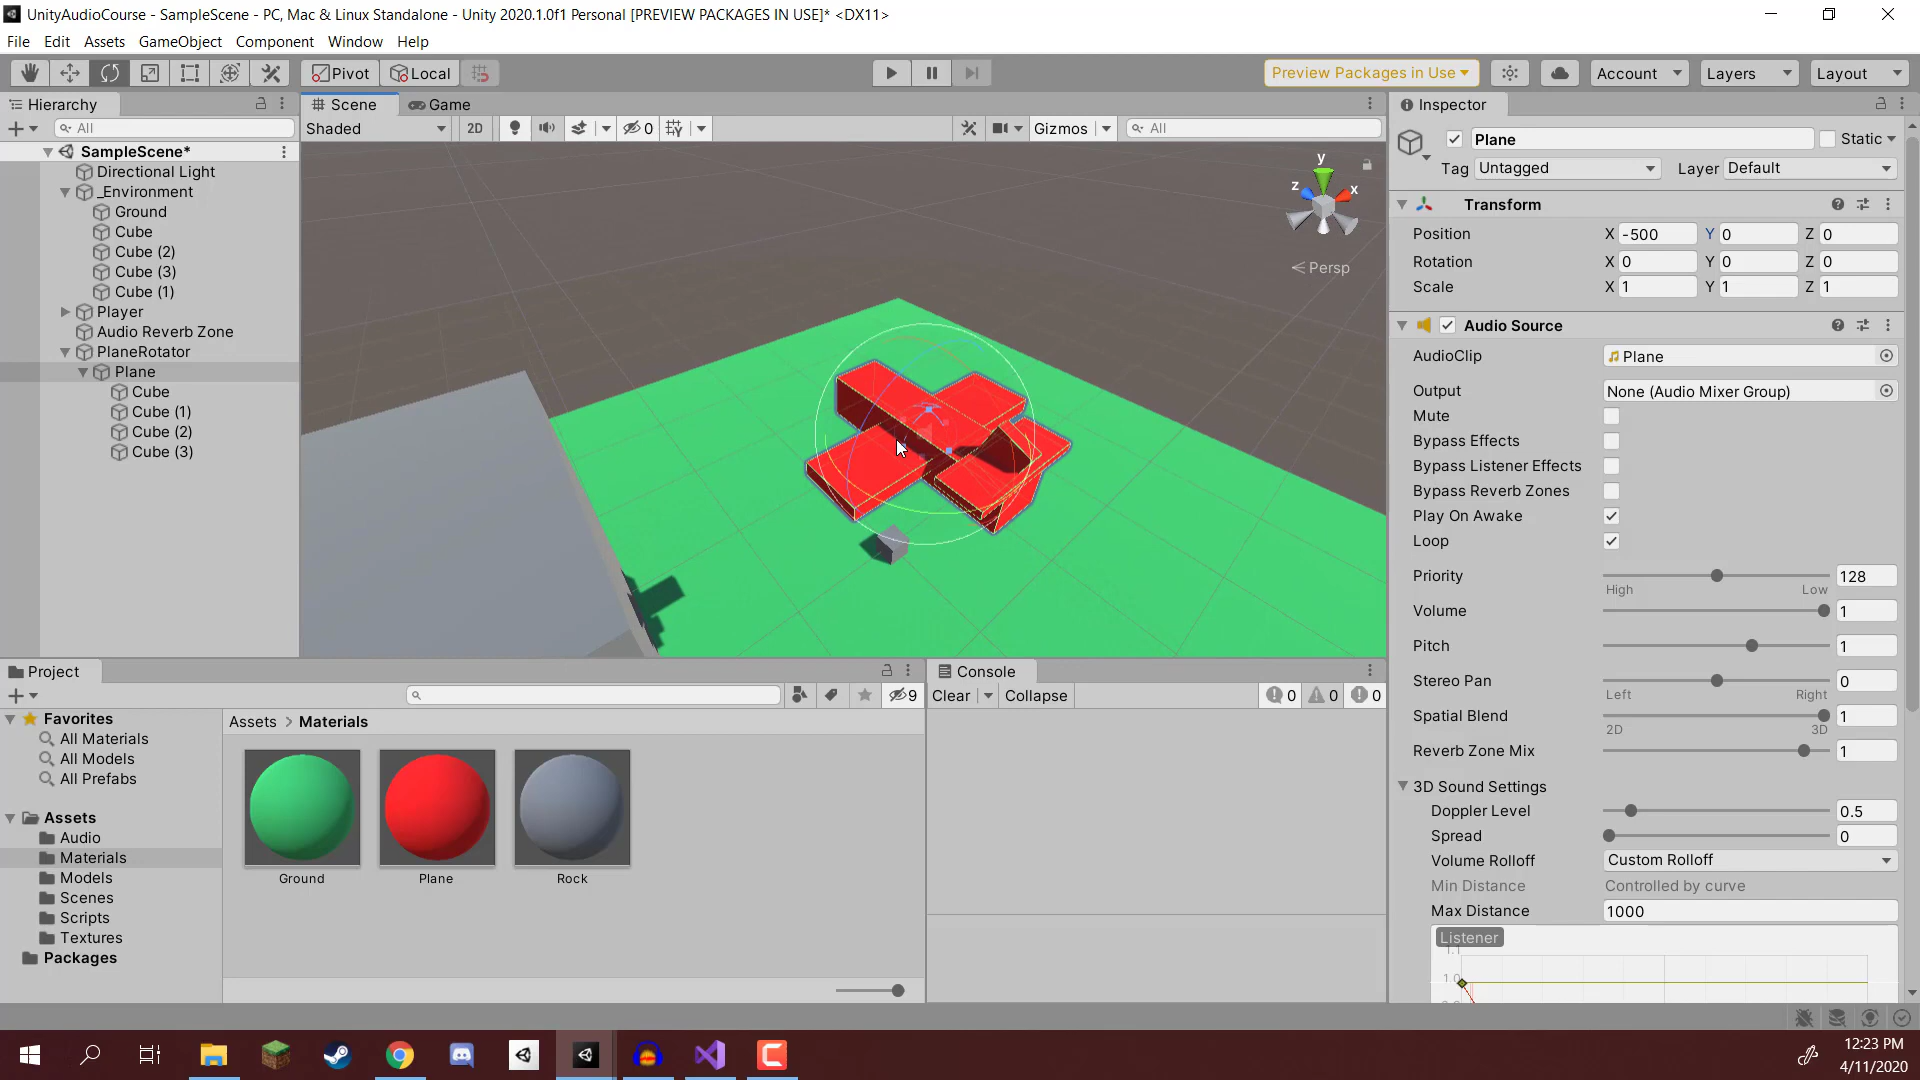 UnityAudioCourse - SampleScene - PC, Mac & Linux Standalone - Unity 2020.1.0f1 Personal [PREVIEW PACKAGES IN USE]* <DX11>
File Edit Assets GameObject Component Window Help
Pivot Local Preview Packages in Use Account Layers Layout
Hierarchy
All
SampleScene*
Directional Light
_Environment
Ground
Cube
Cube (2)
Cube (3)
Cube (1)
Player
Audio Reverb Zone
PlaneRotator
Plane
Cube
Cube (1)
Cube (2)
Cube (3)
Scene Game
Shaded 2D 0 Gizmos All
y
z x
Persp
Inspector
Plane Static
Tag Untagged Layer Default
Transform
Position X -500 Y 0 Z 0
Rotation X 0 Y 0 Z 0
Scale X 1 Y 1 Z 1
Audio Source
AudioClip Plane
Output None (Audio Mixer Group)
Mute
Bypass Effects
Bypass Listener Effects
Bypass Reverb Zones
Play On Awake
Loop
Priority 128
High Low
Volume 1
Pitch 1
Stereo Pan 0
Left Right
Spatial Blend 1
2D 3D
Reverb Zone Mix 1
3D Sound Settings
Doppler Level 0.5
Spread 0
Volume Rolloff Custom Rolloff
Min Distance Controlled by curve
Max Distance 1000
Listener
1.1
1.0
Project
9
Favorites
All Materials
All Models
All Prefabs
Assets
Audio
Materials
Models
Scenes
Scripts
Textures
Packages
Assets > Materials
Ground Plane Rock
Console
Clear Collapse 0 0 0
12:23 PM
4/11/2020